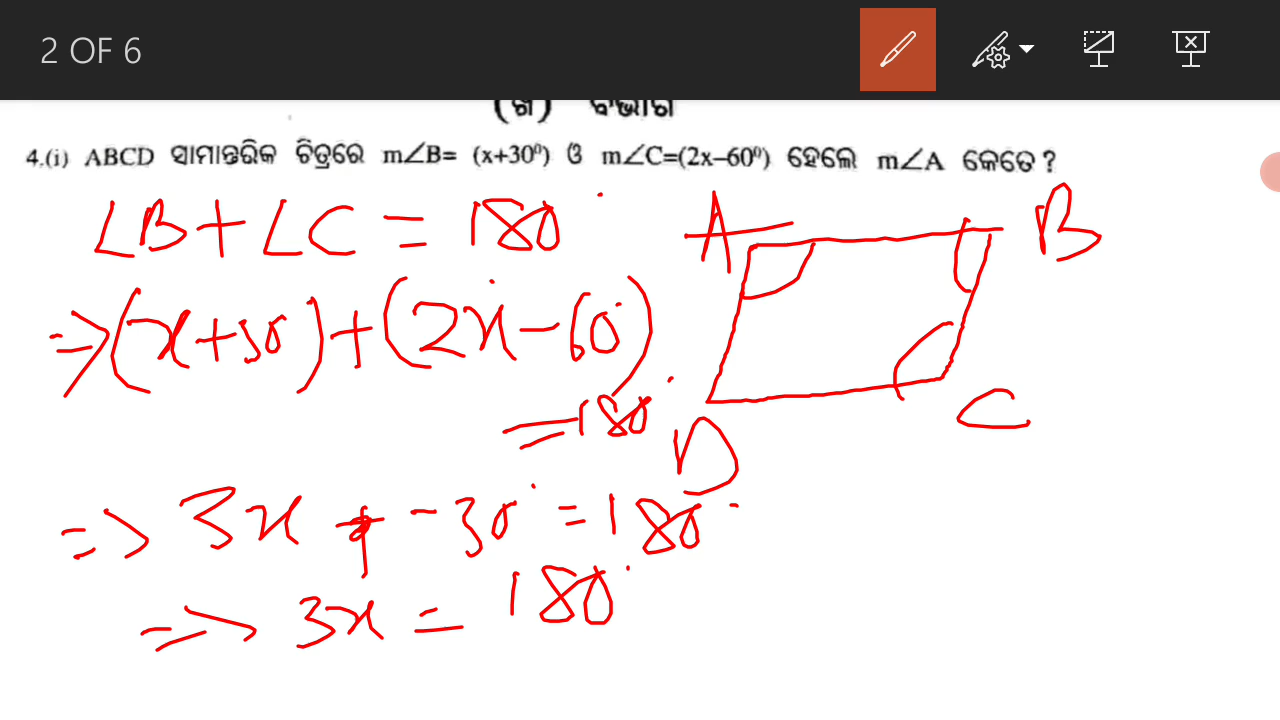 2 OF 6
(ଖ) ବିଭାଗ
4.(i) ABCD ସାମାନ୍ତରିକ ଚିତ୍ରରେ m∠B= (x+30⁰) ଓ m∠C=(2x–60⁰) ହେଲେ m∠A କେତେ ?
∠B+∠C = 180°
A B
=> (x+30°)+(2x-60°)
=180°
C
D
=> 3x + -30° = 180°
=> 3x = 180°